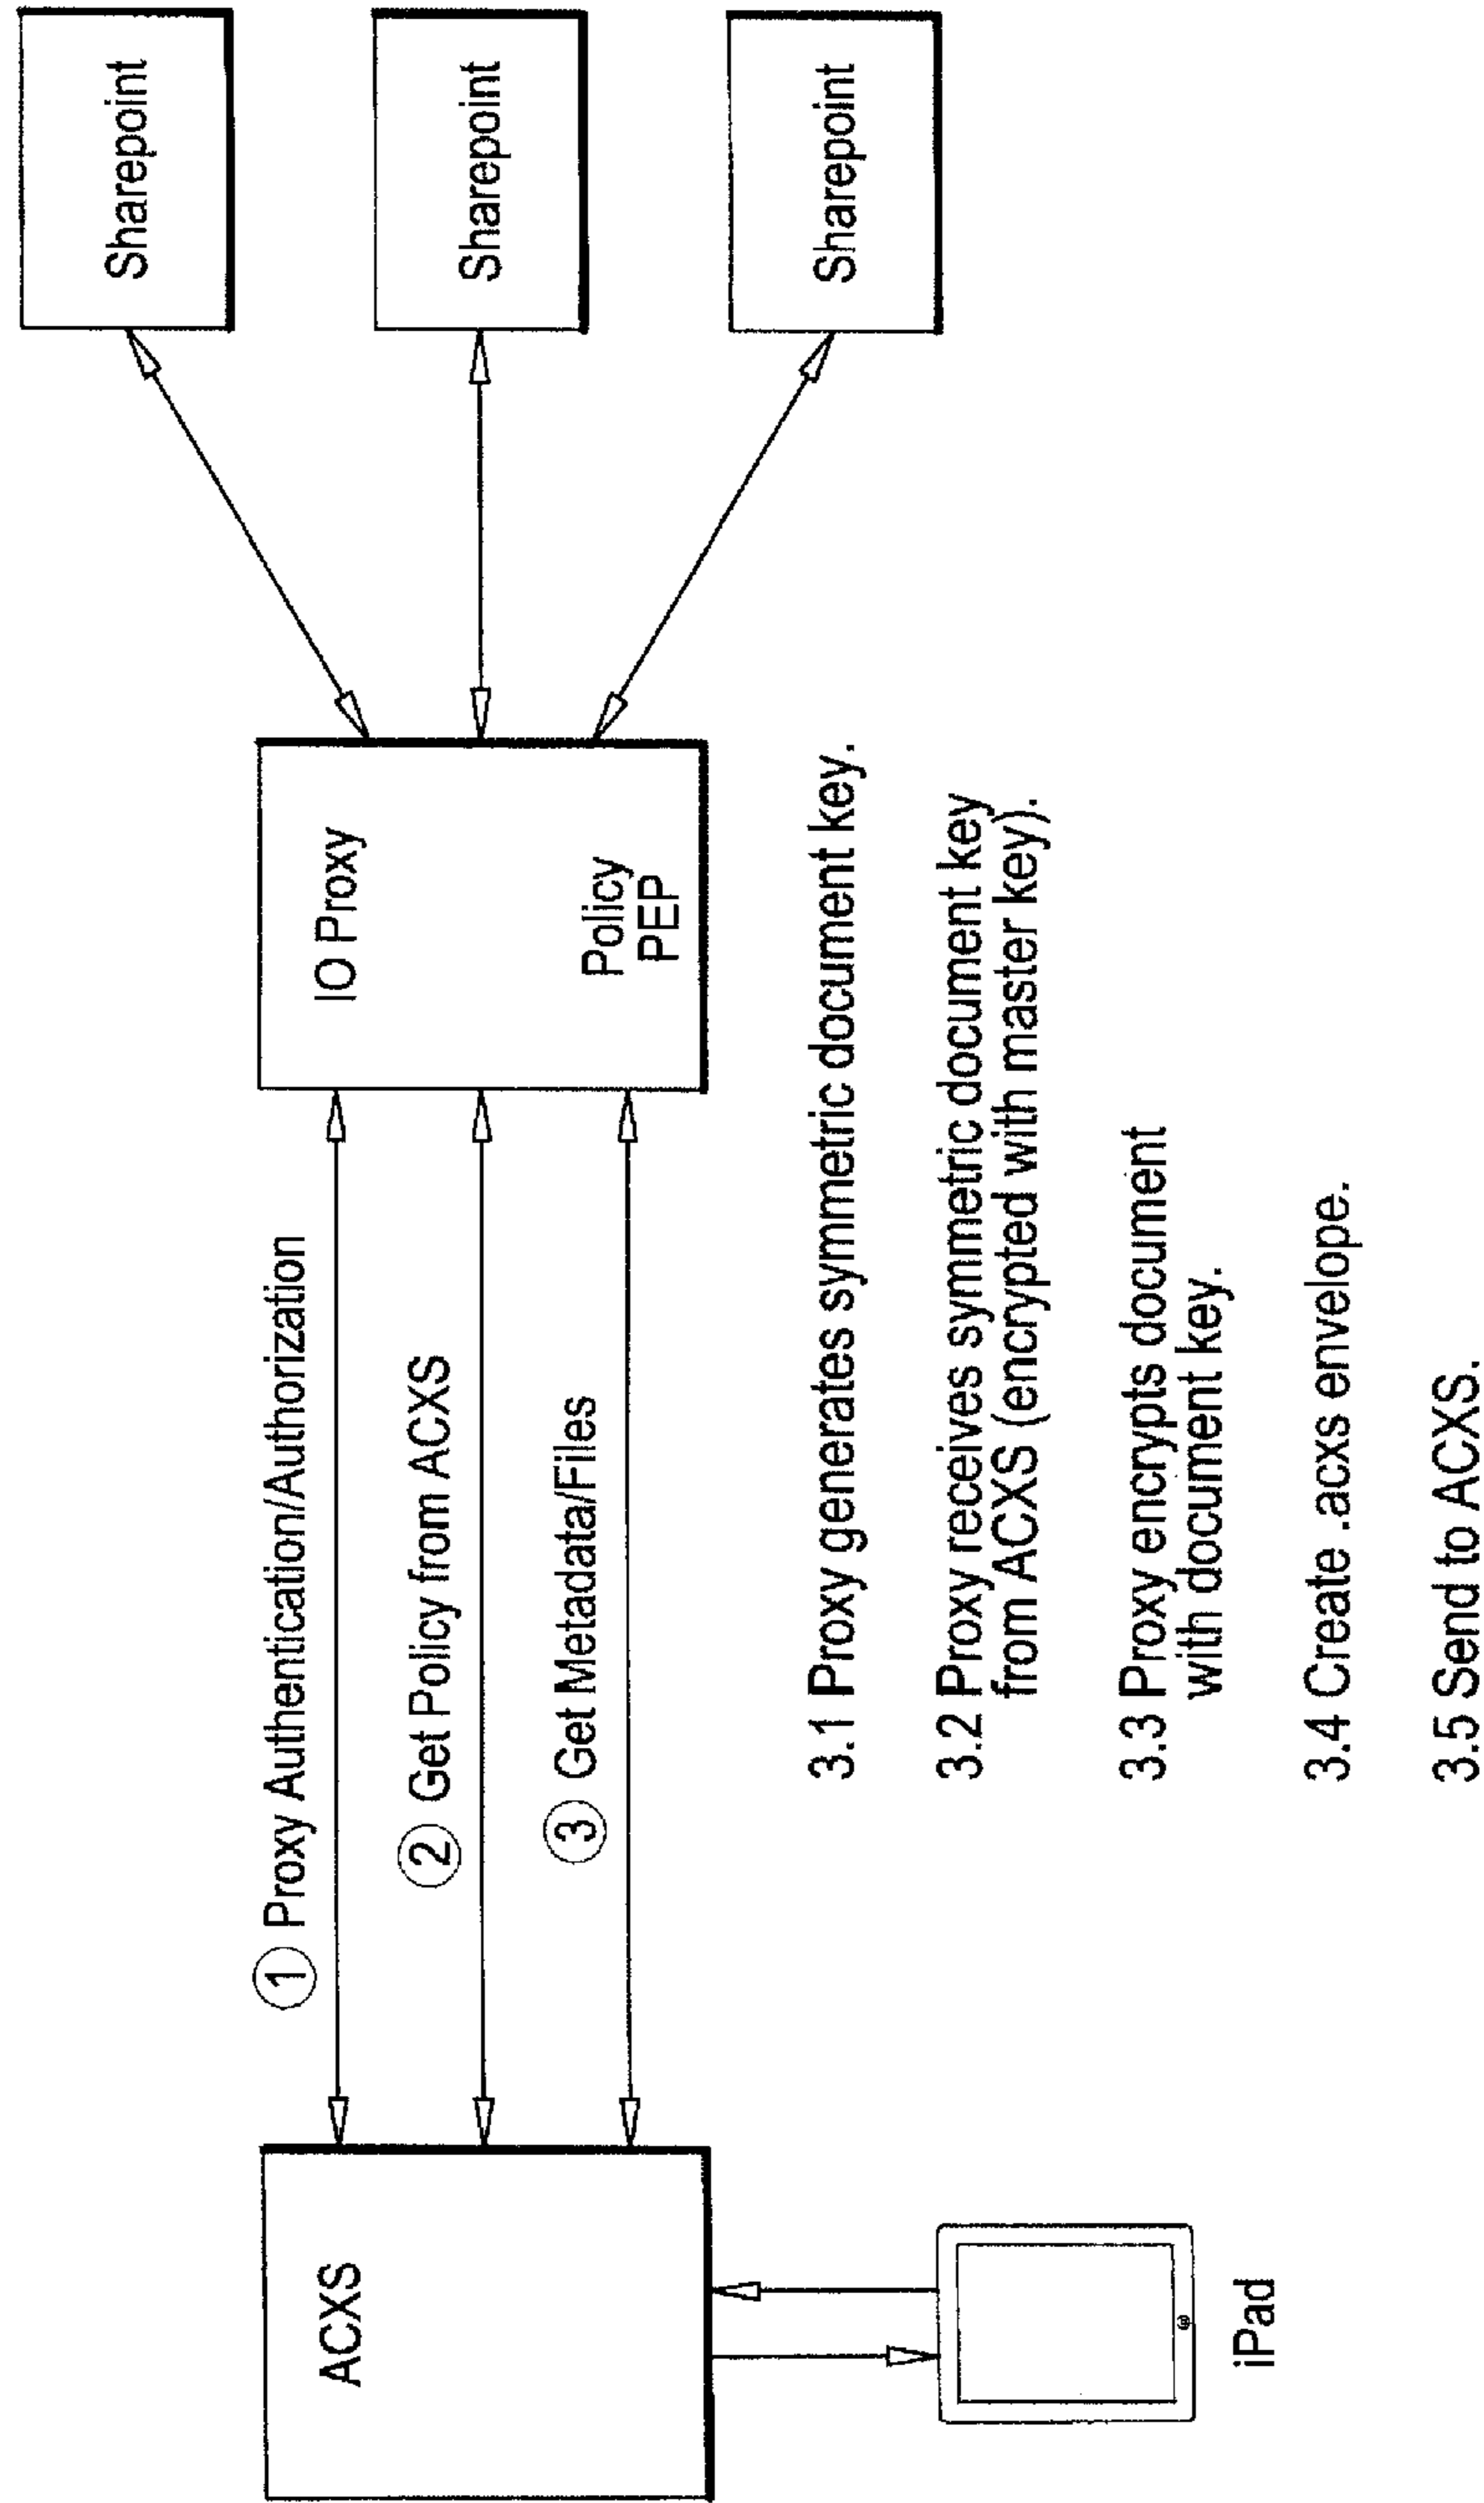 ACXS
iPad
① Proxy Authentication/Authorization
② Get Policy from ACXS
③ Get Metadata/Files
IO Proxy
Policy
PEP
Sharepoint
Sharepoint
Sharepoint
3.1 Proxy generates symmetric document key.
3.2 Proxy receives symmetric document key
from ACXS (encrypted with master key).
3.3 Proxy encrypts document
with document key.
3.4 Create .acxs envelope.
3.5 Send to ACXS.